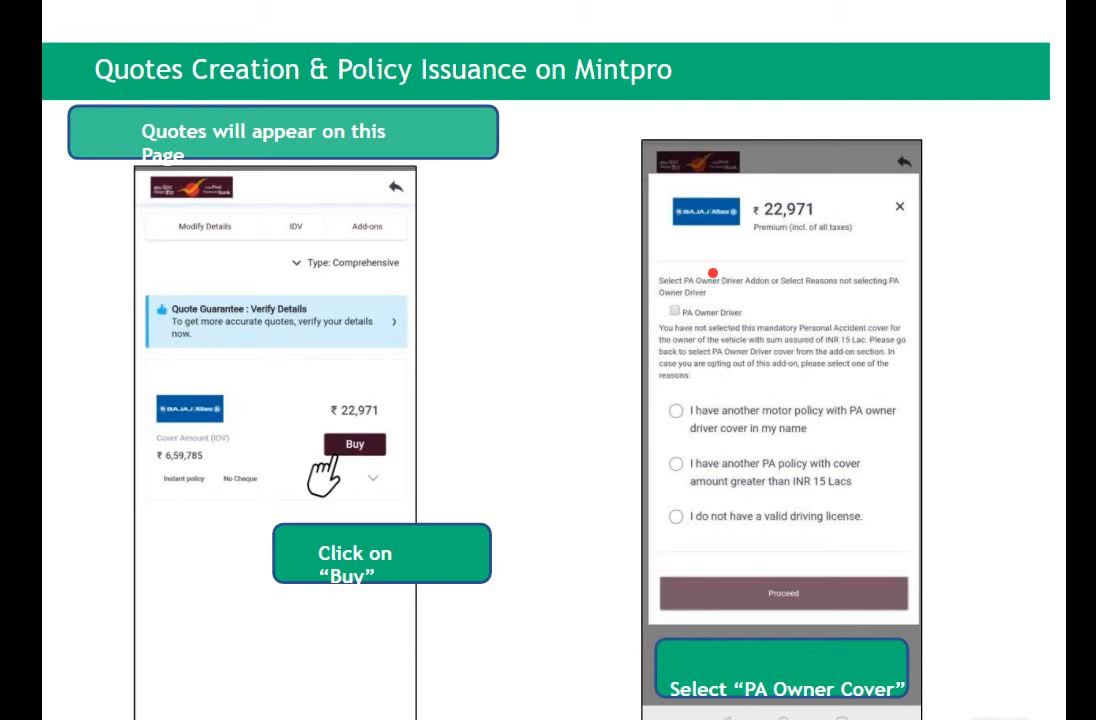 Quotes Creation & Policy Issuance on Mintpro
Quotes will appear on this
Page
Modify Details IDV Add-ons
Type: Comprehensive
Quote Guarantee : Verify Details
To get more accurate quotes, verify your details
now.
BAJAJ Allianz
₹ 22,971
Cover Amount (IDV)
₹ 6,59,785
Buy
Instant policy No Cheque
Click on
“Buy”
BAJAJ Allianz
₹ 22,971
Premium (incl. of all taxes)
Select PA Owner Driver Addon or Select Reasons not selecting PA
Owner Driver
PA Owner Driver
You have not selected this mandatory Personal Accident cover for
the owner of the vehicle with sum assured of INR 15 Lac. Please go
back to select PA Owner Driver cover from the add-on section. In
case you are opting out of this add-on, please select one of the
reasons:
I have another motor policy with PA owner
driver cover in my name
I have another PA policy with cover
amount greater than INR 15 Lacs
I do not have a valid driving license.
Proceed
Select “PA Owner Cover”